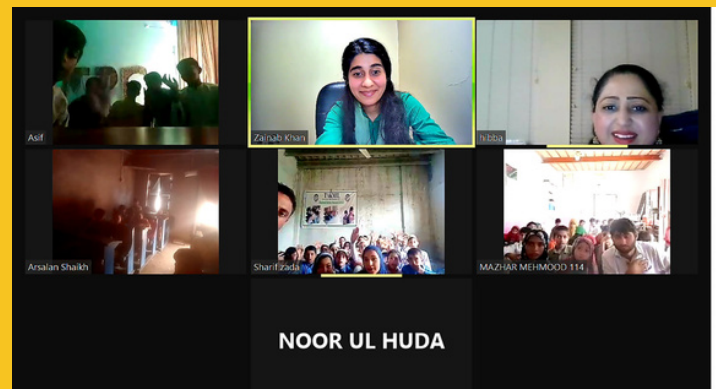 Asif
Zainab Khan
hibba
Arsalan Shaikh
Sharif zada
MAZHAR MEHMOOD 114
NOOR UL HUDA